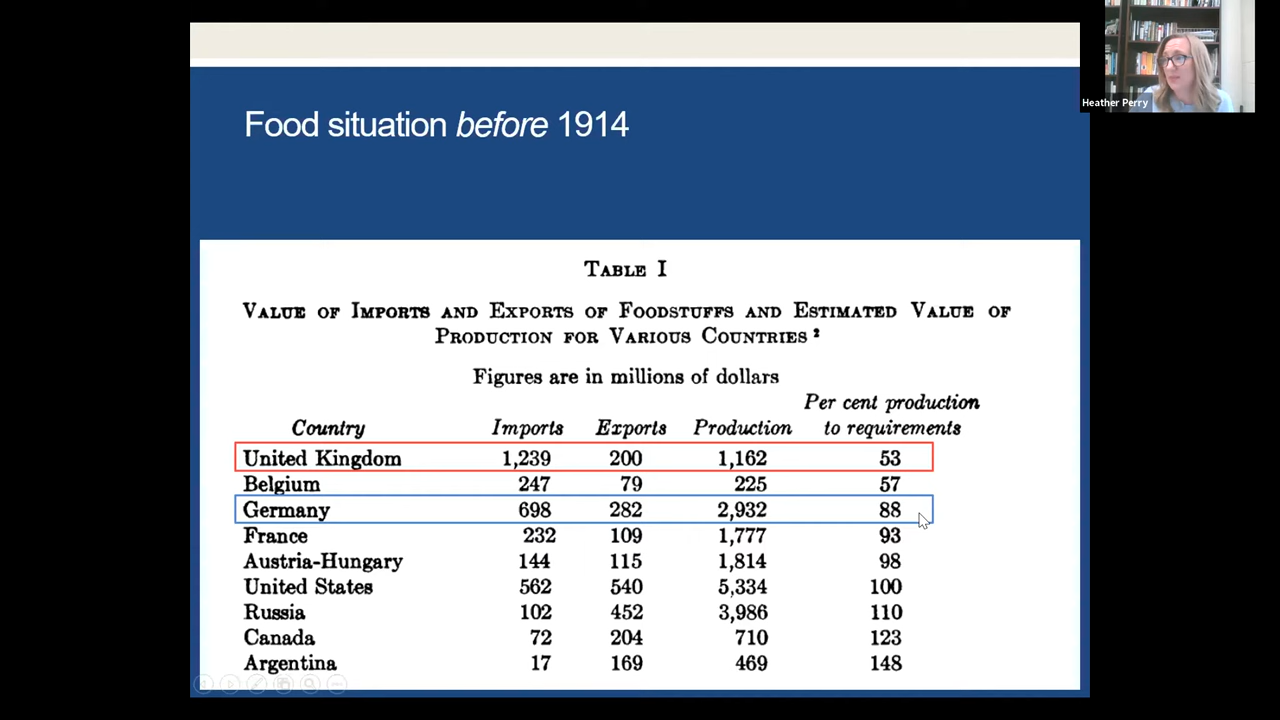 Heather Perry
Food situation before 1914
TABLE I
VALUE OF IMPORTS AND EXPORTS OF FOODSTUFFS AND ESTIMATED VALUE OF
PRODUCTION FOR VARIOUS COUNTRIES ²
Figures are in millions of dollars
Per cent production
Country Imports Exports Production to requirements
United Kingdom 1,239 200 1,162 53
Belgium 247 79 225 57
Germany 698 282 2,932 88
France 232 109 1,777 93
Austria-Hungary 144 115 1,814 98
United States 562 540 5,334 100
Russia 102 452 3,986 110
Canada 72 204 710 123
Argentina 17 169 469 148